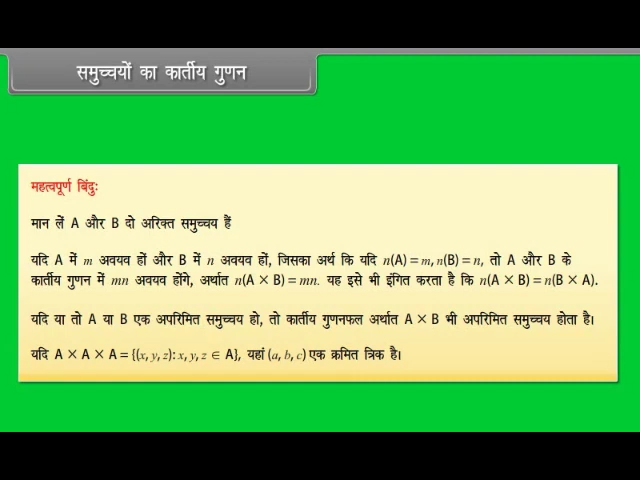 समुच्चयों का कार्तीय गुणन
महत्वपूर्ण बिंदुः
मान लें A और B दो अरिक्त समुच्चय हैं
यदि A में m अवयव हों और B में n अवयव हों, जिसका अर्थ कि यदि n(A) = m, n(B) = n, तो A और B के
कार्तीय गुणन में mn अवयव होंगे, अर्थात n(A × B) = mn. यह इसे भी इंगित करता है कि n(A × B) = n(B × A).
यदि या तो A या B एक अपरिमित समुच्चय हो, तो कार्तीय गुणनफल अर्थात A × B भी अपरिमित समुच्चय होता है।
यदि A × A × A = {(x, y, z): x, y, z ∈ A}, यहां (a, b, c) एक क्रमित त्रिक है।